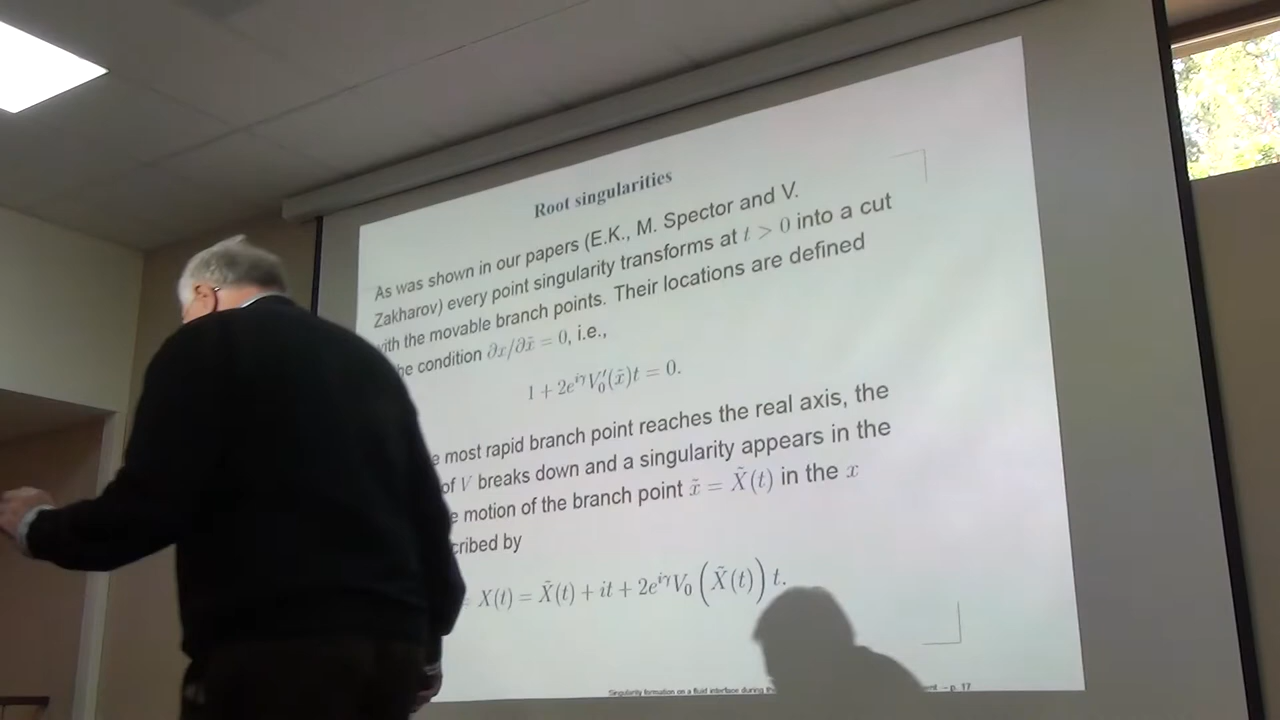 Root singularities
As was shown in our papers (E.K., M. Spector and V.
Zakharov) every point singularity transforms at t > 0 into a cut
with the movable branch points. Their locations are defined
condition ∂x/∂x̃ = 0, i.e.,
1 + 2e^{iγ}V₀′(x̃)t = 0.
most rapid branch point reaches the real axis, the
of V breaks down and a singularity appears in the
motion of the branch point x̃ = X̃(t) in the x
by
X(t) = X̃(t) + it + 2e^{iγ}V₀(X̃(t)) t.
Singularity formation on a fluid interface during – p. 17